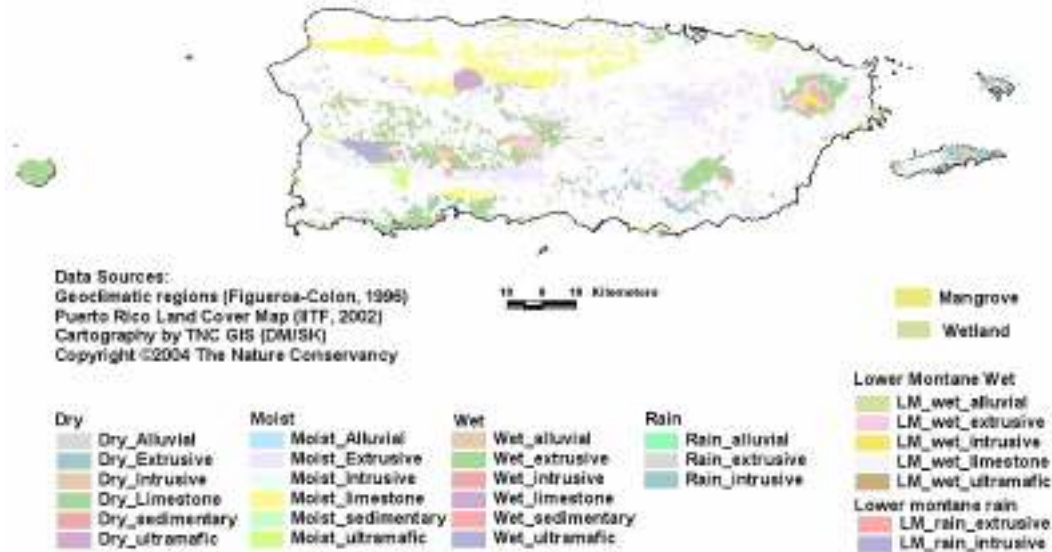 Data Sources:
Geoclimatic regions (Figueroa-Colon, 1996)
Puerto Rico Land Cover Map (IITF, 2002)
Cartography by TNC GIS (DM/SK)
Copyright ©2004 The Nature Conservancy
10 0 10 Kilometers
Mangrove
Wetland
Dry
Dry_Alluvial
Dry_Extrusive
Dry_Intrusive
Dry_Limestone
Dry_sedimentary
Dry_ultramafic
Moist
Moist_Alluvial
Moist_Extrusive
Moist_Intrusive
Moist_limestone
Moist_sedimentary
Moist_ultramafic
Wet
Wet_alluvial
Wet_extrusive
Wet_intrusive
Wet_limestone
Wet_sedimentary
Wet_ultramafic
Rain
Rain_alluvial
Rain_extrusive
Rain_intrusive
Lower Montane Wet
LM_wet_alluvial
LM_wet_extrusive
LM_wet_intrusive
LM_wet_limestone
LM_wet_ultramafic
Lower montane rain
LM_rain_extrusive
LM_rain_intrusive